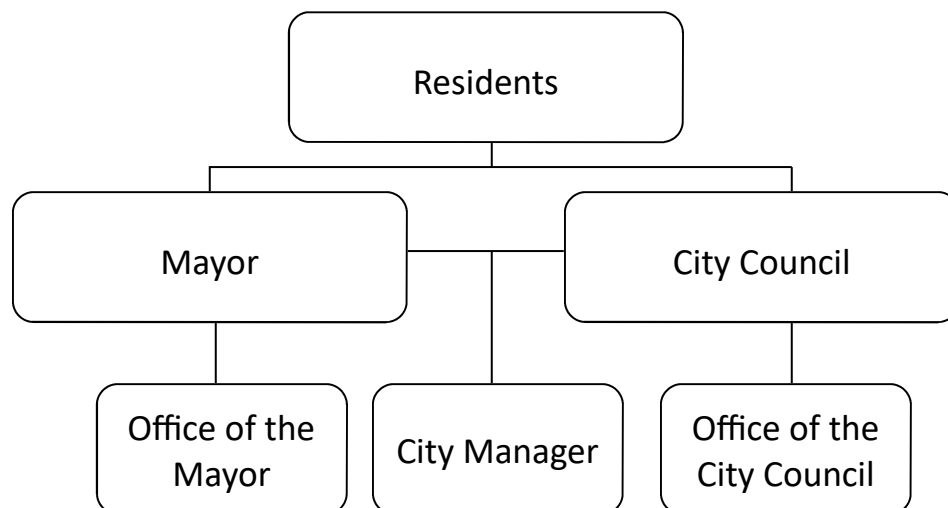 Residents
Mayor
City Council
Office of the
Mayor
City Manager
Office of the
City Council